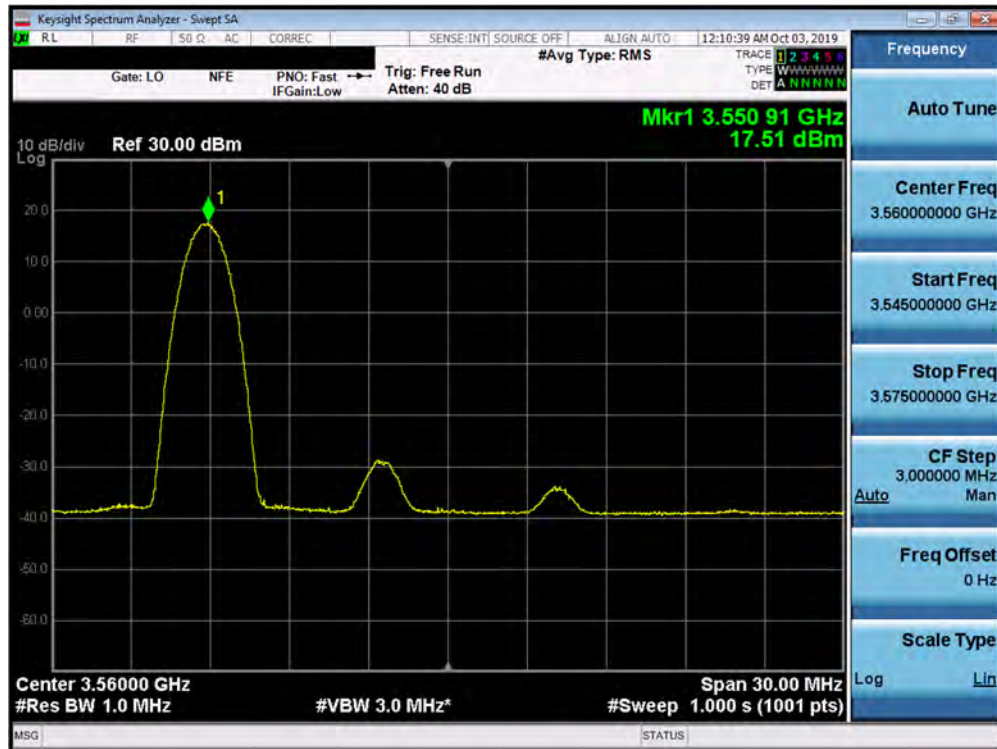 Keysight Spectrum Analyzer - Swept SA
RL RF 50 Ω AC CORREC SENSE:INT SOURCE OFF ALIGN AUTO 12:10:39 AM Oct 03, 2019
#Avg Type: RMS
TRACE 1 2 3 4 5 6
Gate: LO NFE PNO: Fast Trig: Free Run
TYPE W
IFGain:Low Atten: 40 dB
DET A N N N N N
Mkr1 3.550 91 GHz
17.51 dBm
10 dB/div Ref 30.00 dBm
Log
1
20.0
10.0
0.00
-10.0
-20.0
-30.0
-40.0
-50.0
-60.0
Center 3.56000 GHz Span 30.00 MHz
#Res BW 1.0 MHz #VBW 3.0 MHz* #Sweep 1.000 s (1001 pts)
MSG STATUS
Frequency
Auto Tune
Center Freq
3.560000000 GHz
Start Freq
3.545000000 GHz
Stop Freq
3.575000000 GHz
CF Step
3.000000 MHz
Auto Man
Freq Offset
0 Hz
Scale Type
Log Lin